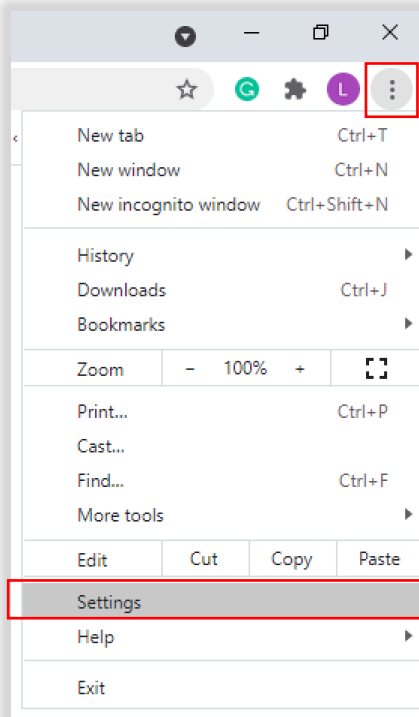 G L
New tab Ctrl+T
New window Ctrl+N
New incognito window Ctrl+Shift+N
History
Downloads Ctrl+J
Bookmarks
Zoom - 100% +
Print... Ctrl+P
Cast...
Find... Ctrl+F
More tools
Edit Cut Copy Paste
Settings
Help
Exit